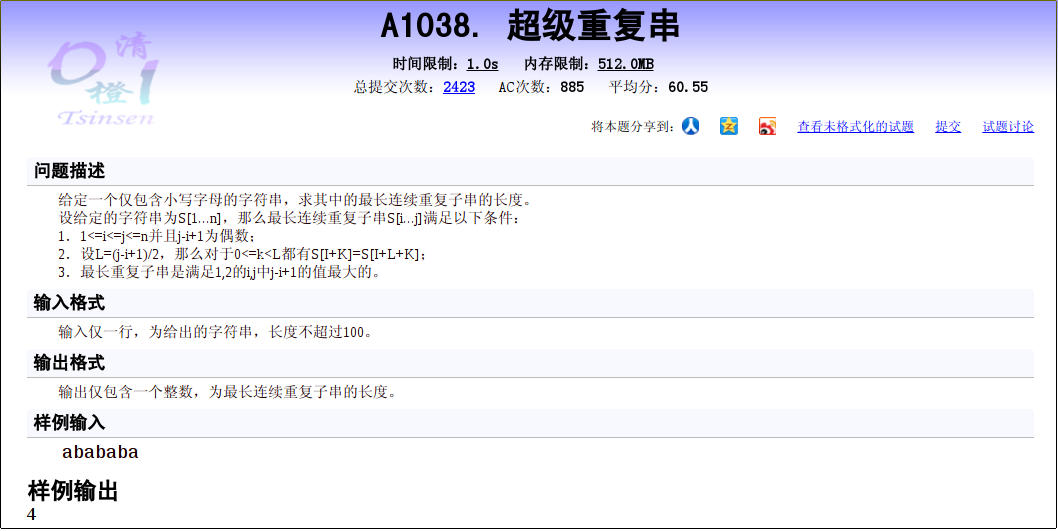 A1038. 超级重复串
清
橙
Tsinsen
时间限制：1.0s 内存限制：512.0MB
总提交次数：2423 AC次数：885 平均分：60.55
将本题分享到： 查看未格式化的试题 提交 试题讨论
问题描述
给定一个仅包含小写字母的字符串，求其中的最长连续重复子串的长度。
设给定的字符串为S[1...n]，那么最长连续重复子串S[i...j]满足以下条件：
1．1<=i<=j<=n并且j-i+1为偶数；
2．设L=(j-i+1)/2，那么对于0<=k<L都有S[I+K]=S[I+L+K]；
3．最长重复子串是满足1,2的i,j中j-i+1的值最大的。
输入格式
输入仅一行，为给出的字符串，长度不超过100。
输出格式
输出仅包含一个整数，为最长连续重复子串的长度。
样例输入
abababa
样例输出
4